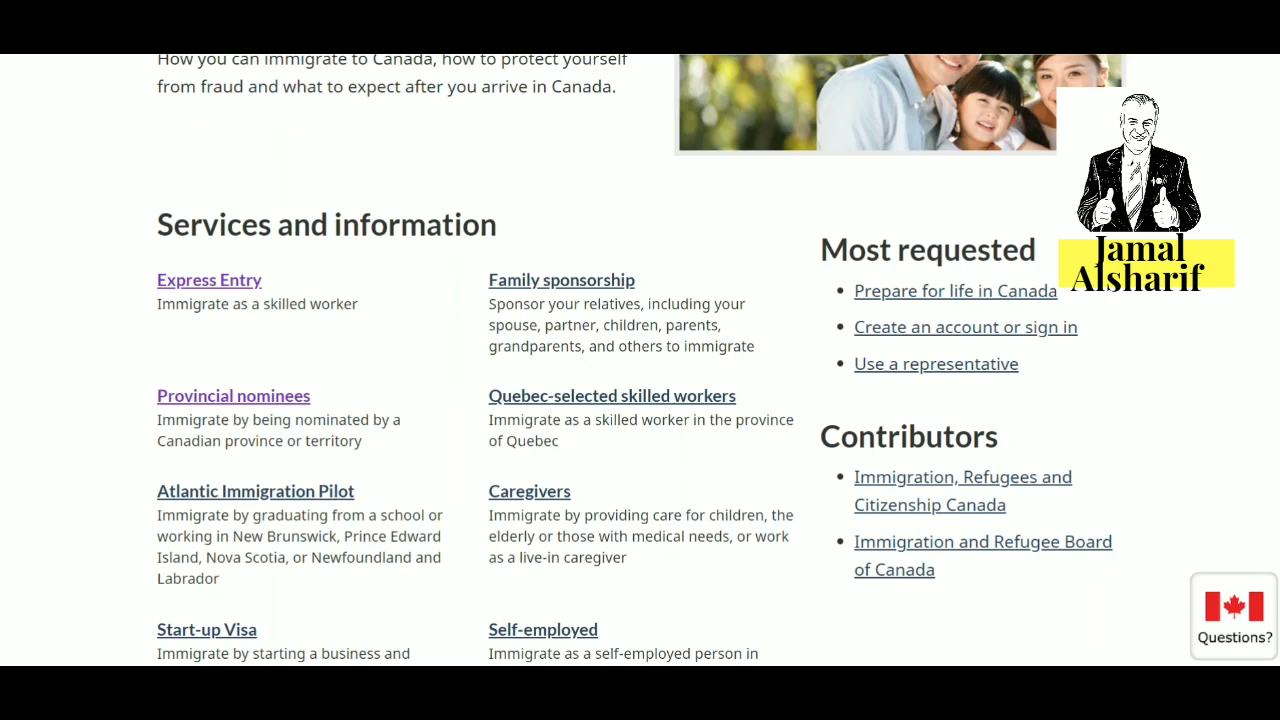 How you can immigrate to Canada, how to protect yourself
from fraud and what to expect after you arrive in Canada.
Services and information
Express Entry
Immigrate as a skilled worker
Family sponsorship
Sponsor your relatives, including your
spouse, partner, children, parents,
grandparents, and others to immigrate
Provincial nominees
Immigrate by being nominated by a
Canadian province or territory
Quebec-selected skilled workers
Immigrate as a skilled worker in the province
of Quebec
Atlantic Immigration Pilot
Immigrate by graduating from a school or
working in New Brunswick, Prince Edward
Island, Nova Scotia, or Newfoundland and
Labrador
Caregivers
Immigrate by providing care for children, the
elderly or those with medical needs, or work
as a live-in caregiver
Start-up Visa
Immigrate by starting a business and
Self-employed
Immigrate as a self-employed person in
Most requested
Prepare for life in Canada
Create an account or sign in
Use a representative
Contributors
Immigration, Refugees and
Citizenship Canada
Immigration and Refugee Board
of Canada
Jamal
Alsharif
Questions?